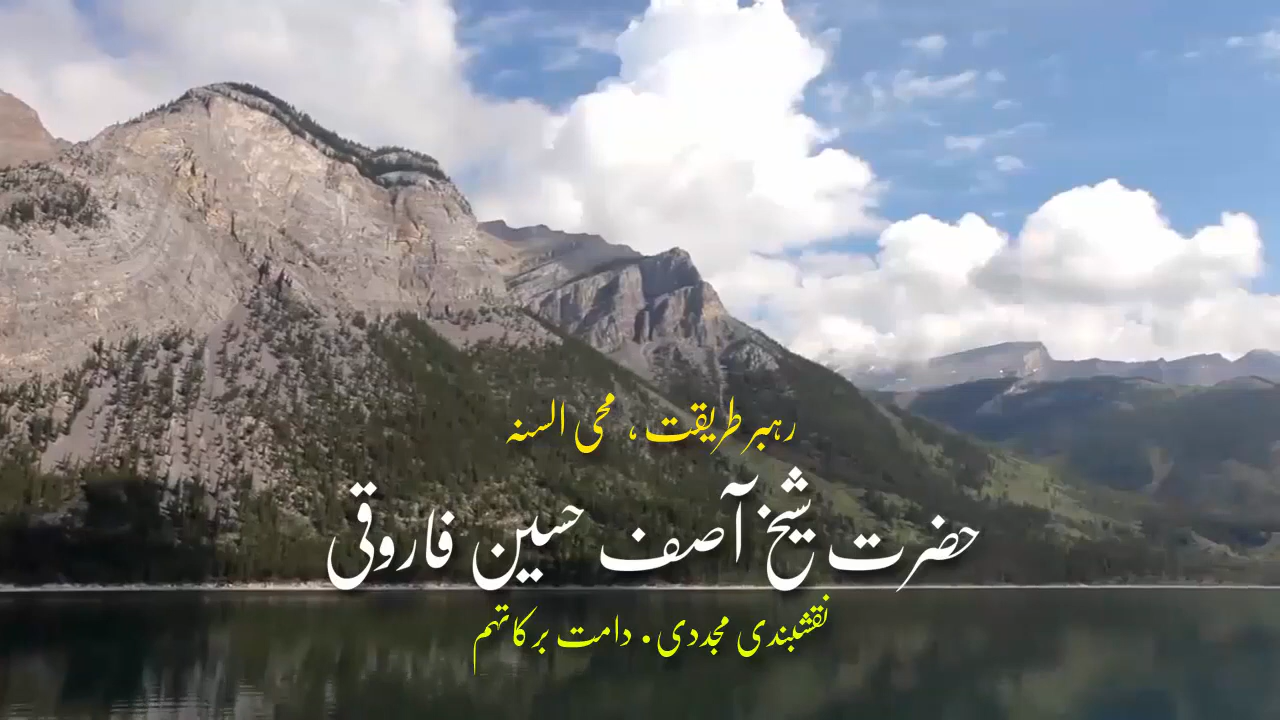 رہبر طریقت، محی السنہ
حضرت شیخ آصف حسین فاروقی
نقشبندی مجددی۔ دامت برکاتہم